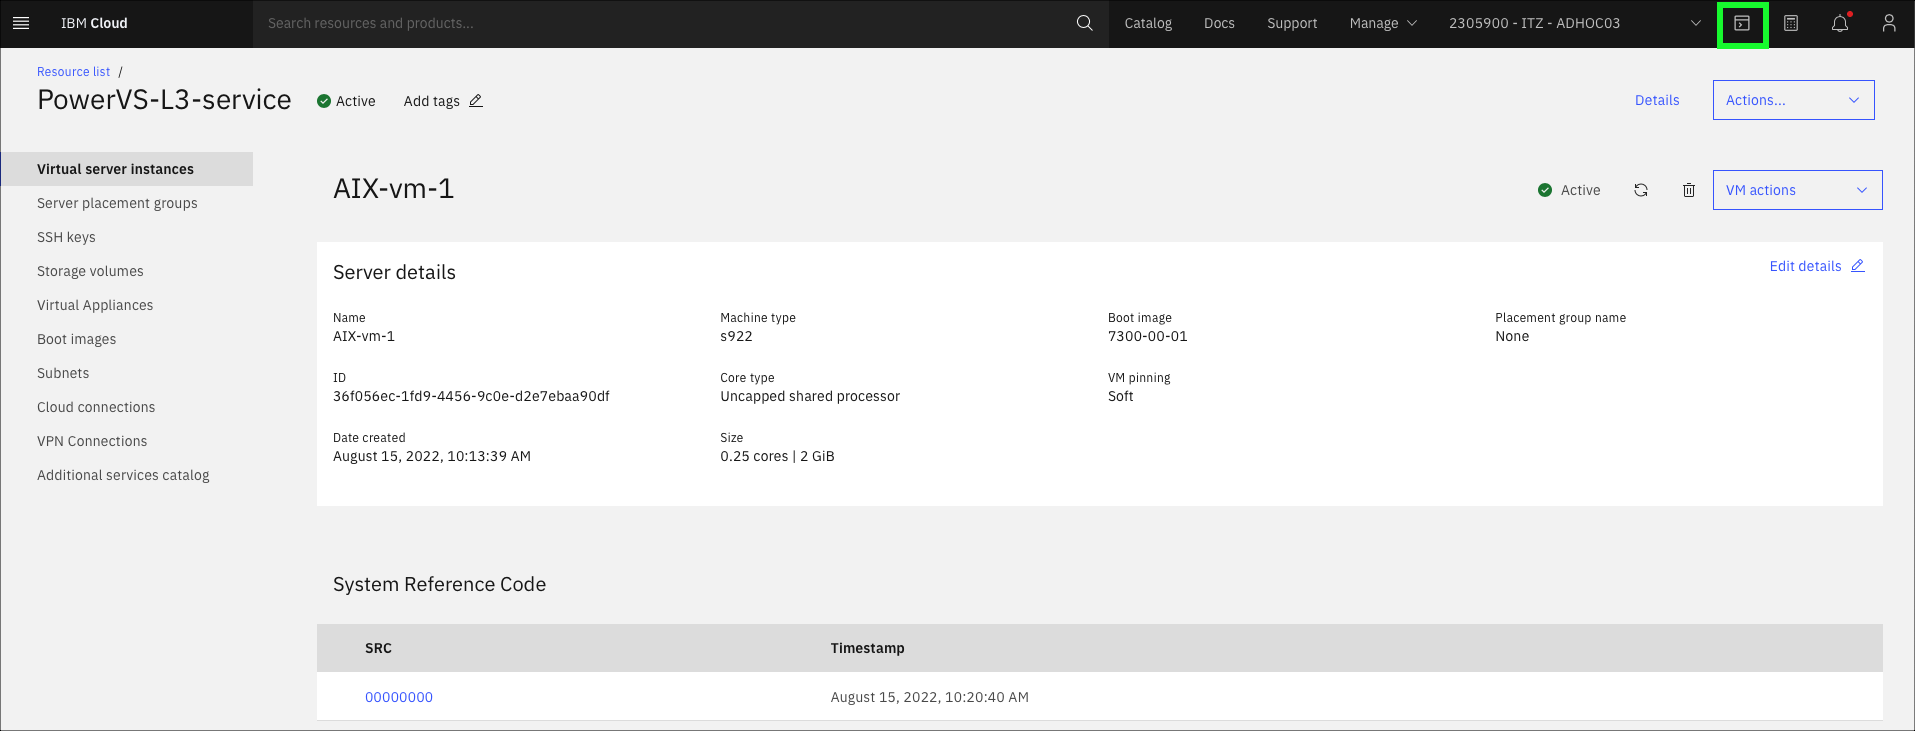 IBM Cloud
Search resources and products...
Catalog
Docs
Support
Manage
2305900 - ITZ - ADHOC03
Resource list /
PowerVS-L3-service
Active
Add tags
Details
Actions...
Virtual server instances
Server placement groups
SSH keys
Storage volumes
Virtual Appliances
Boot images
Subnets
Cloud connections
VPN Connections
Additional services catalog
AIX-vm-1
Active
VM actions
Server details
Edit details
Name
AIX-vm-1
Machine type
s922
Boot image
7300-00-01
Placement group name
None
ID
36f056ec-1fd9-4456-9c0e-d2e7ebaa90df
Core type
Uncapped shared processor
VM pinning
Soft
Date created
August 15, 2022, 10:13:39 AM
Size
0.25 cores | 2 GiB
System Reference Code
SRC
Timestamp
00000000
August 15, 2022, 10:20:40 AM